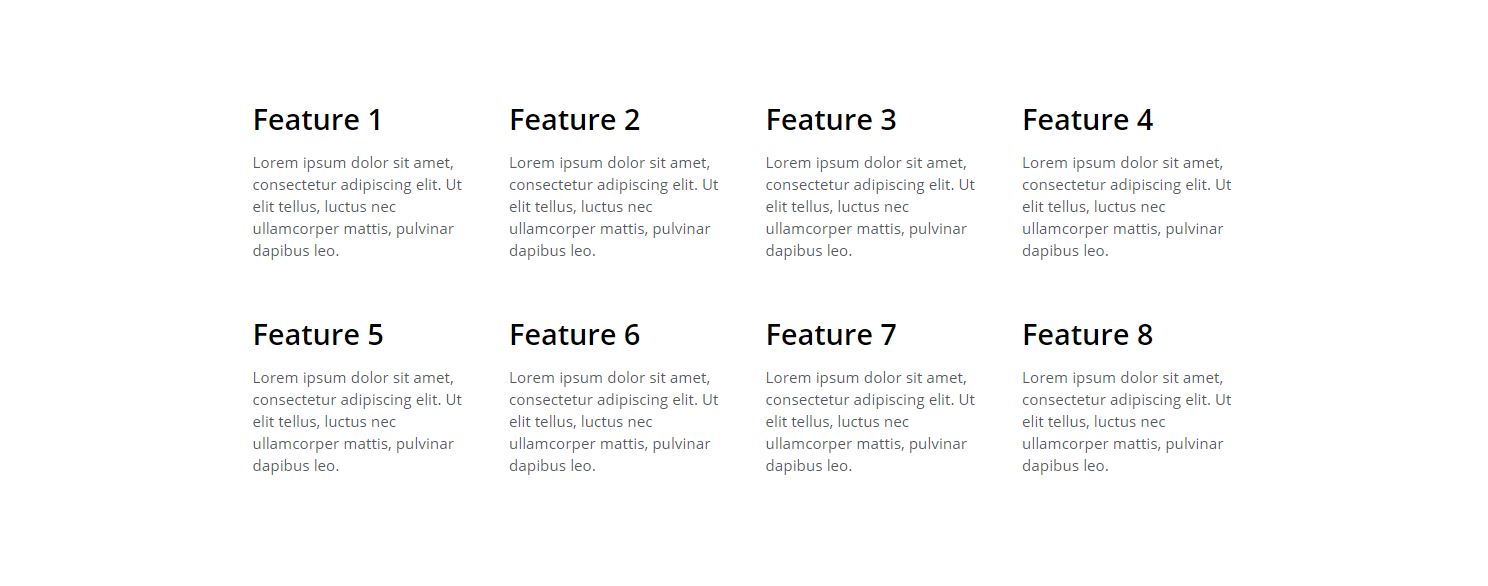 Feature 1
Lorem ipsum dolor sit amet,
consectetur adipiscing elit. Ut
elit tellus, luctus nec
ullamcorper mattis, pulvinar
dapibus leo.
Feature 2
Lorem ipsum dolor sit amet,
consectetur adipiscing elit. Ut
elit tellus, luctus nec
ullamcorper mattis, pulvinar
dapibus leo.
Feature 3
Lorem ipsum dolor sit amet,
consectetur adipiscing elit. Ut
elit tellus, luctus nec
ullamcorper mattis, pulvinar
dapibus leo.
Feature 4
Lorem ipsum dolor sit amet,
consectetur adipiscing elit. Ut
elit tellus, luctus nec
ullamcorper mattis, pulvinar
dapibus leo.
Feature 5
Lorem ipsum dolor sit amet,
consectetur adipiscing elit. Ut
elit tellus, luctus nec
ullamcorper mattis, pulvinar
dapibus leo.
Feature 6
Lorem ipsum dolor sit amet,
consectetur adipiscing elit. Ut
elit tellus, luctus nec
ullamcorper mattis, pulvinar
dapibus leo.
Feature 7
Lorem ipsum dolor sit amet,
consectetur adipiscing elit. Ut
elit tellus, luctus nec
ullamcorper mattis, pulvinar
dapibus leo.
Feature 8
Lorem ipsum dolor sit amet,
consectetur adipiscing elit. Ut
elit tellus, luctus nec
ullamcorper mattis, pulvinar
dapibus leo.